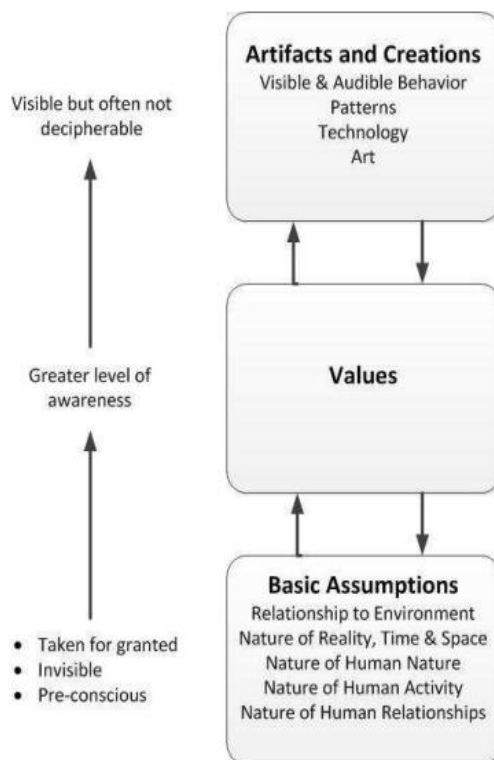 Artifacts and Creations
Visible & Audible Behavior
Patterns
Technology
Art
Visible but often not
decipherable
Values
Greater level of
awareness
Basic Assumptions
Relationship to Environment
Nature of Reality, Time & Space
Nature of Human Nature
Nature of Human Activity
Nature of Human Relationships
• Taken for granted
• Invisible
• Pre-conscious